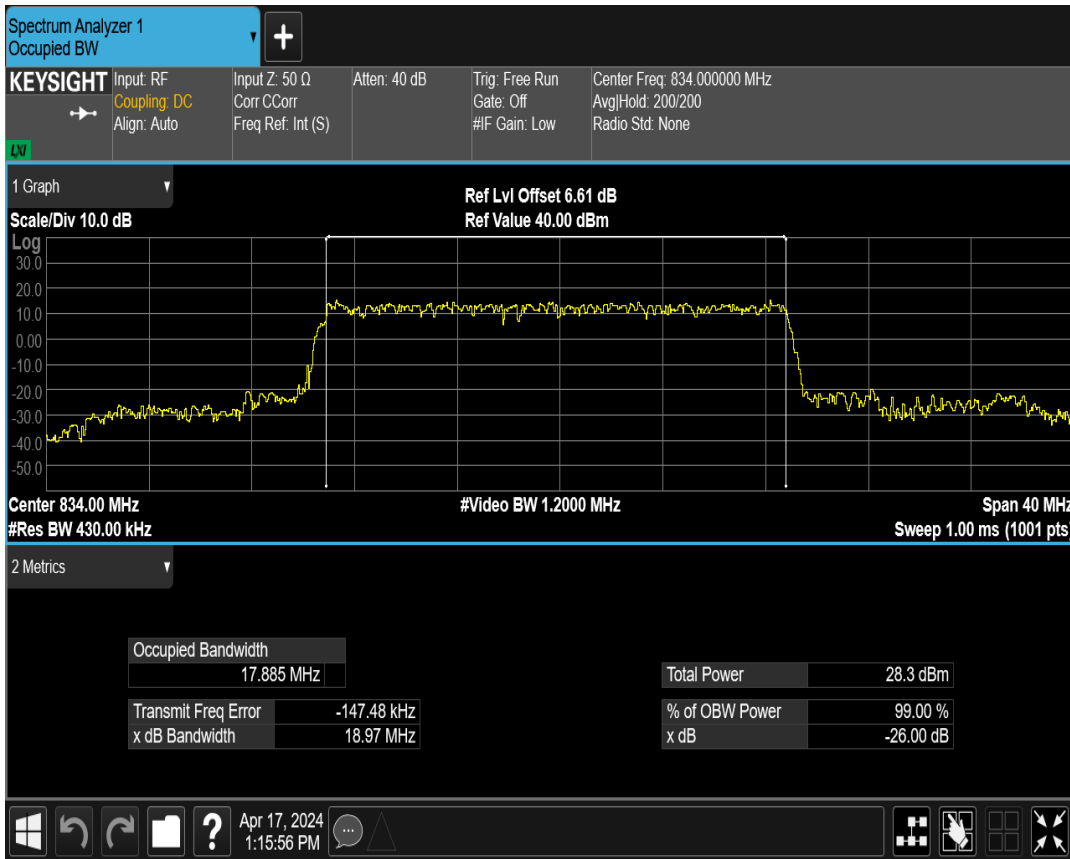 Spectrum Analyzer 1
Occupied BW
+
KEYSIGHT
LXI
Input: RF
Coupling: DC
Align: Auto
Input Z: 50 Ω
Corr CCorr
Freq Ref: Int (S)
Atten: 40 dB
Trig: Free Run
Gate: Off
#IF Gain: Low
Center Freq: 834.000000 MHz
Avg|Hold: 200/200
Radio Std: None
1 Graph
Scale/Div 10.0 dB
Ref Lvl Offset 6.61 dB
Ref Value 40.00 dBm
Log
30.0
20.0
10.0
0.00
-10.0
-20.0
-30.0
-40.0
-50.0
Center 834.00 MHz
#Video BW 1.2000 MHz
Span 40 MHz
#Res BW 430.00 kHz
Sweep 1.00 ms (1001 pts)
2 Metrics
Occupied Bandwidth
17.885 MHz
Total Power 28.3 dBm
Transmit Freq Error -147.48 kHz
% of OBW Power 99.00 %
x dB Bandwidth 18.97 MHz
x dB -26.00 dB
?
Apr 17, 2024
1:15:56 PM